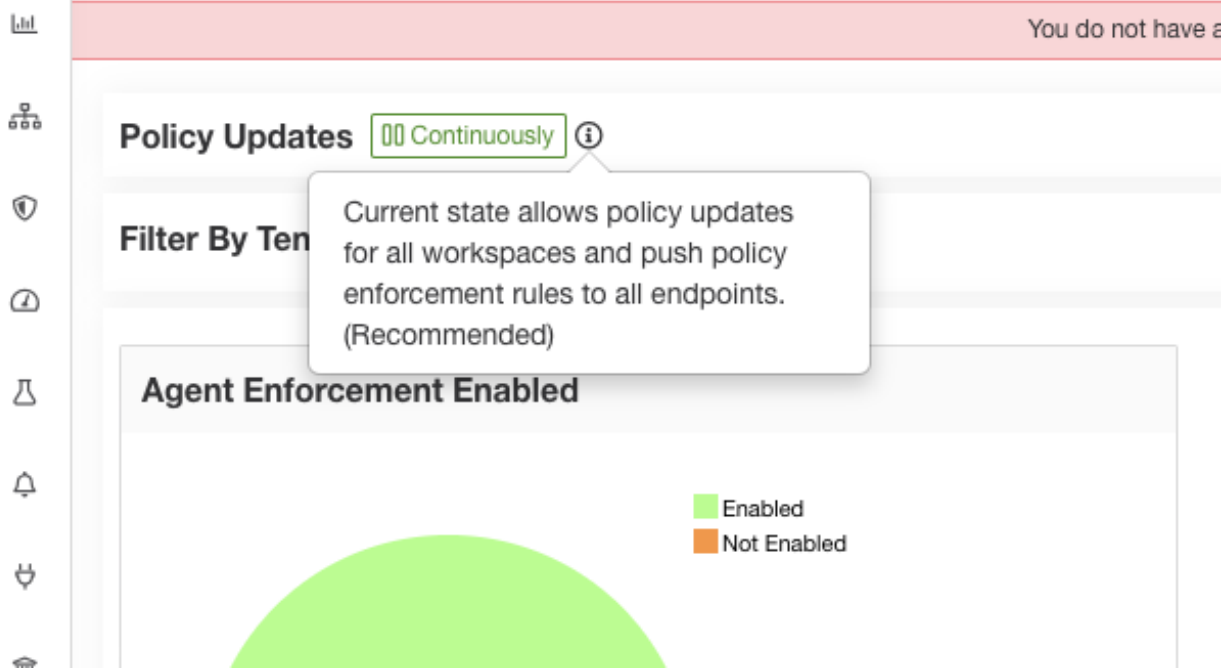 You do not have a
Policy Updates Continuously
Current state allows policy updates
for all workspaces and push policy
enforcement rules to all endpoints.
(Recommended)
Filter By Ten
Agent Enforcement Enabled
Enabled
Not Enabled